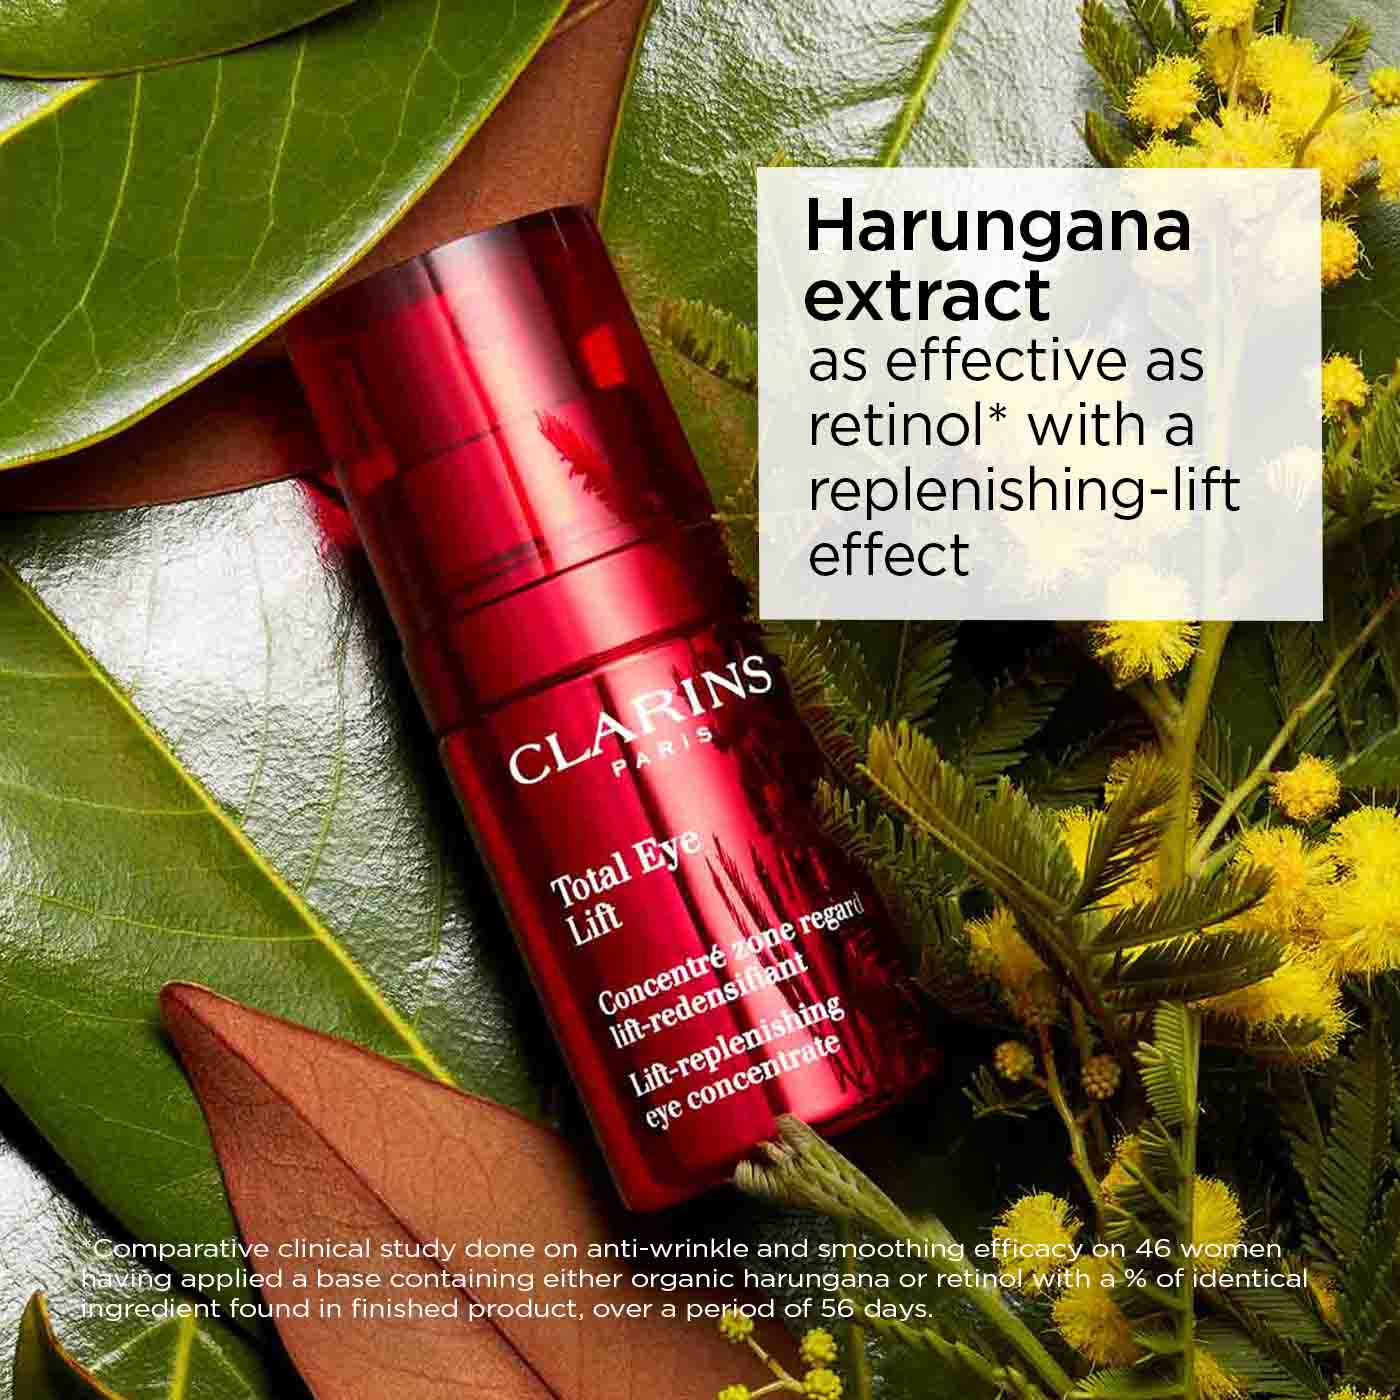 Harungana
extract
as effective as
retinol* with a
replenishing-lift
effect
CLARINS
PARIS
Total Eye
Lift
Concentré zone regard
lift-redensifiant
Lift-replenishing
eye concentrate
*Comparative clinical study done on anti-wrinkle and smoothing efficacy on 46 women
having applied a base containing either organic harungana or retinol with a % of identical
ingredient found in finished product, over a period of 56 days.